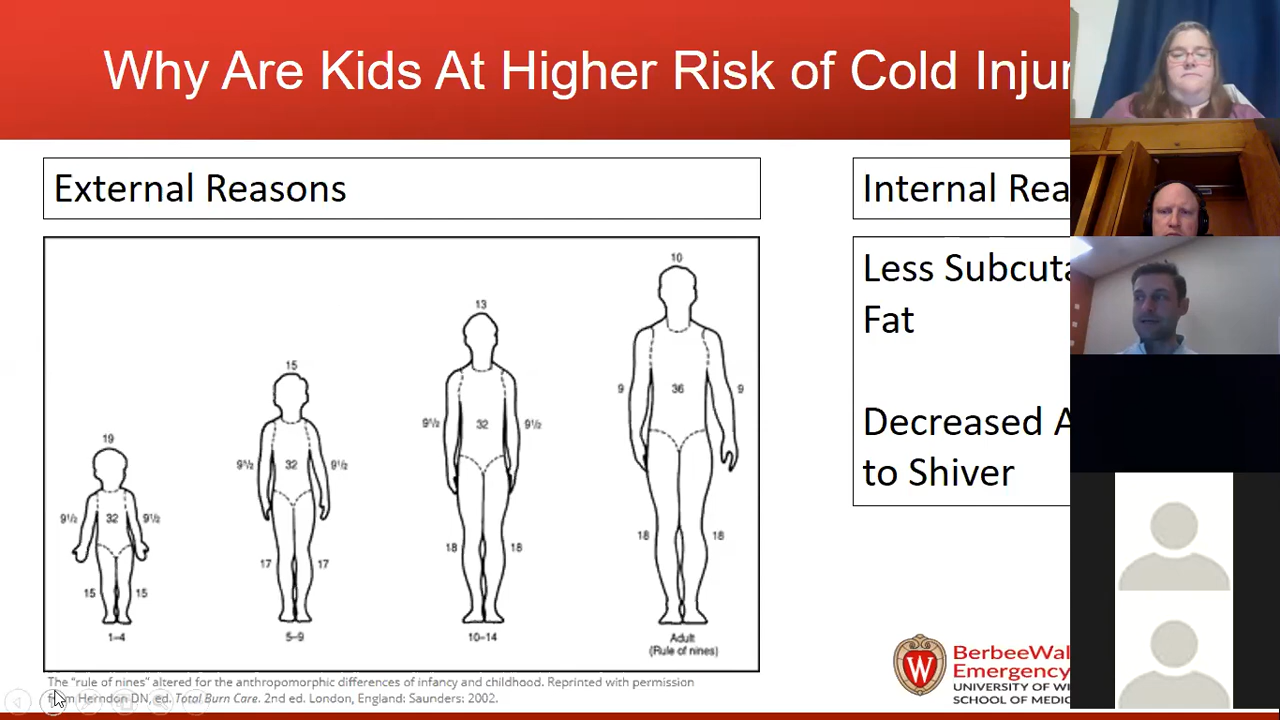 Why Are Kids At Higher Risk of Cold Injur
External Reasons
Internal Rea
Less Subcuta
Fat
Decreased A
to Shiver
19
9½ 32 9½
15 15
1–4
15
9½ 32 9½
17 17
5–9
13
9½ 32 9½
18 18
10–14
10
9 36 9
18 18
Adult
(Rule of nines)
The "rule of nines" altered for the anthropomorphic differences of infancy and childhood. Reprinted with permission
from Herndon DN, ed. Total Burn Care. 2nd ed. London, England: Saunders: 2002.
W
BerbeeWal
Emergency
UNIVERSITY OF WI
SCHOOL OF MEDIC